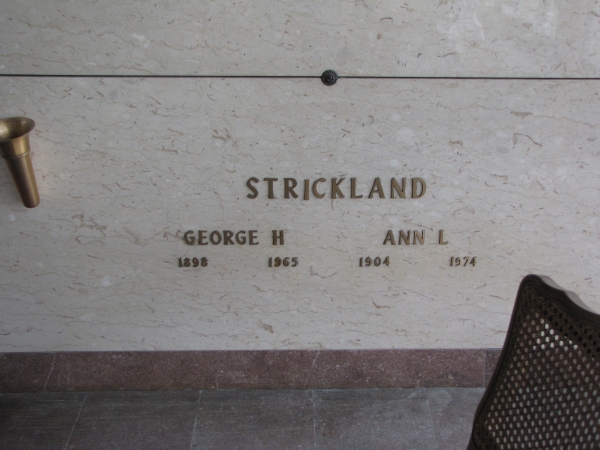 STRICKLAND
GEORGE H ANN L
1898 1965 1904 1974